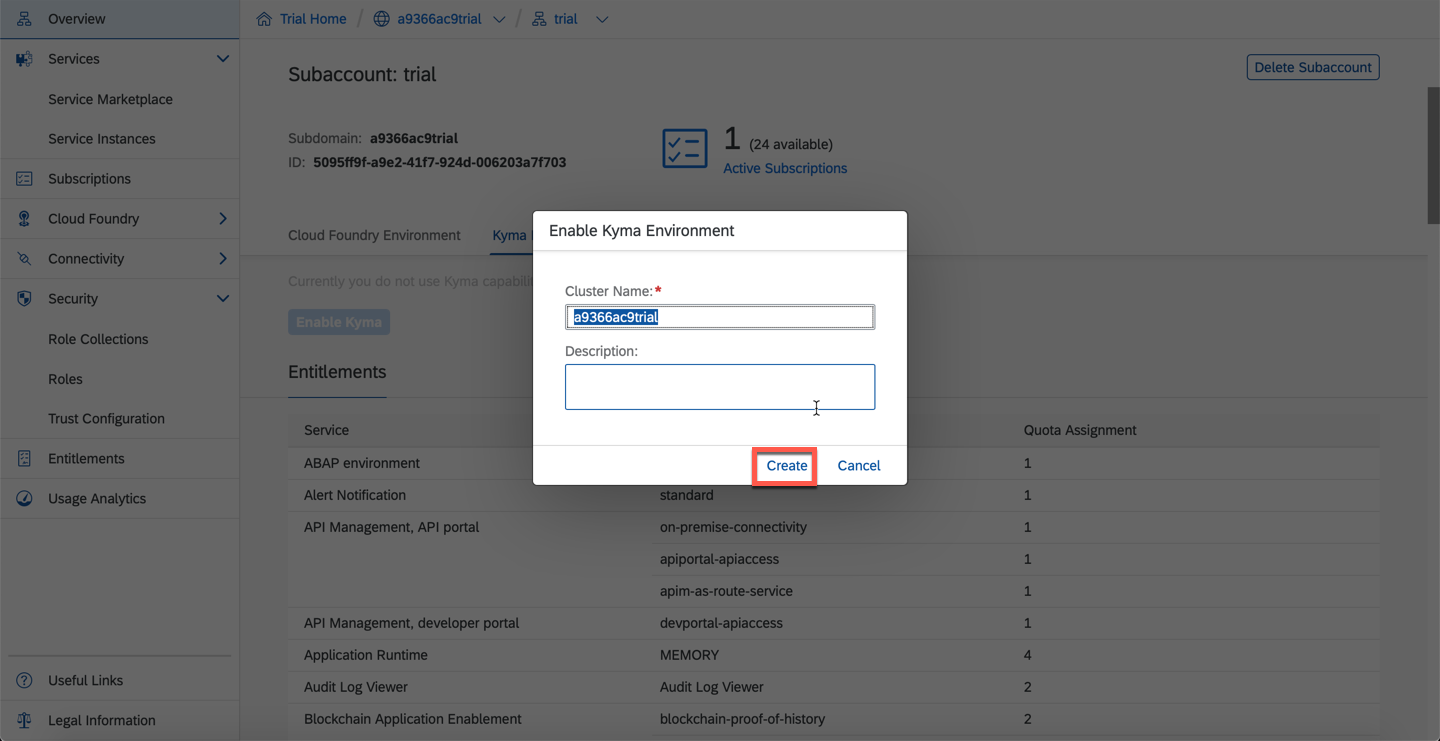 Overview
Services
Service Marketplace
Service Instances
Subscriptions
Cloud Foundry
Connectivity
Security
Role Collections
Roles
Trust Configuration
Entitlements
Usage Analytics
Useful Links
Legal Information
Trial Home / a9366ac9trial / trial
Subaccount: trial
Delete Subaccount
Subdomain: a9366ac9trial
ID: 5095ff9f-a9e2-41f7-924d-006203a7f703
1 (24 available)
Active Subscriptions
Cloud Foundry Environment Kyma
Currently you do not use Kyma
Enable Kyma
Enable Kyma Environment
Cluster Name:*
a9366ac9trial
Description:
Create Cancel
Entitlements
Service Quota Assignment
ABAP environment 1
Alert Notification standard 1
API Management, API portal on-premise-connectivity 1
apiportal-apiaccess 1
apim-as-route-service 1
API Management, developer portal devportal-apiaccess 1
Application Runtime MEMORY 4
Audit Log Viewer Audit Log Viewer 2
Blockchain Application Enablement blockchain-proof-of-history 2